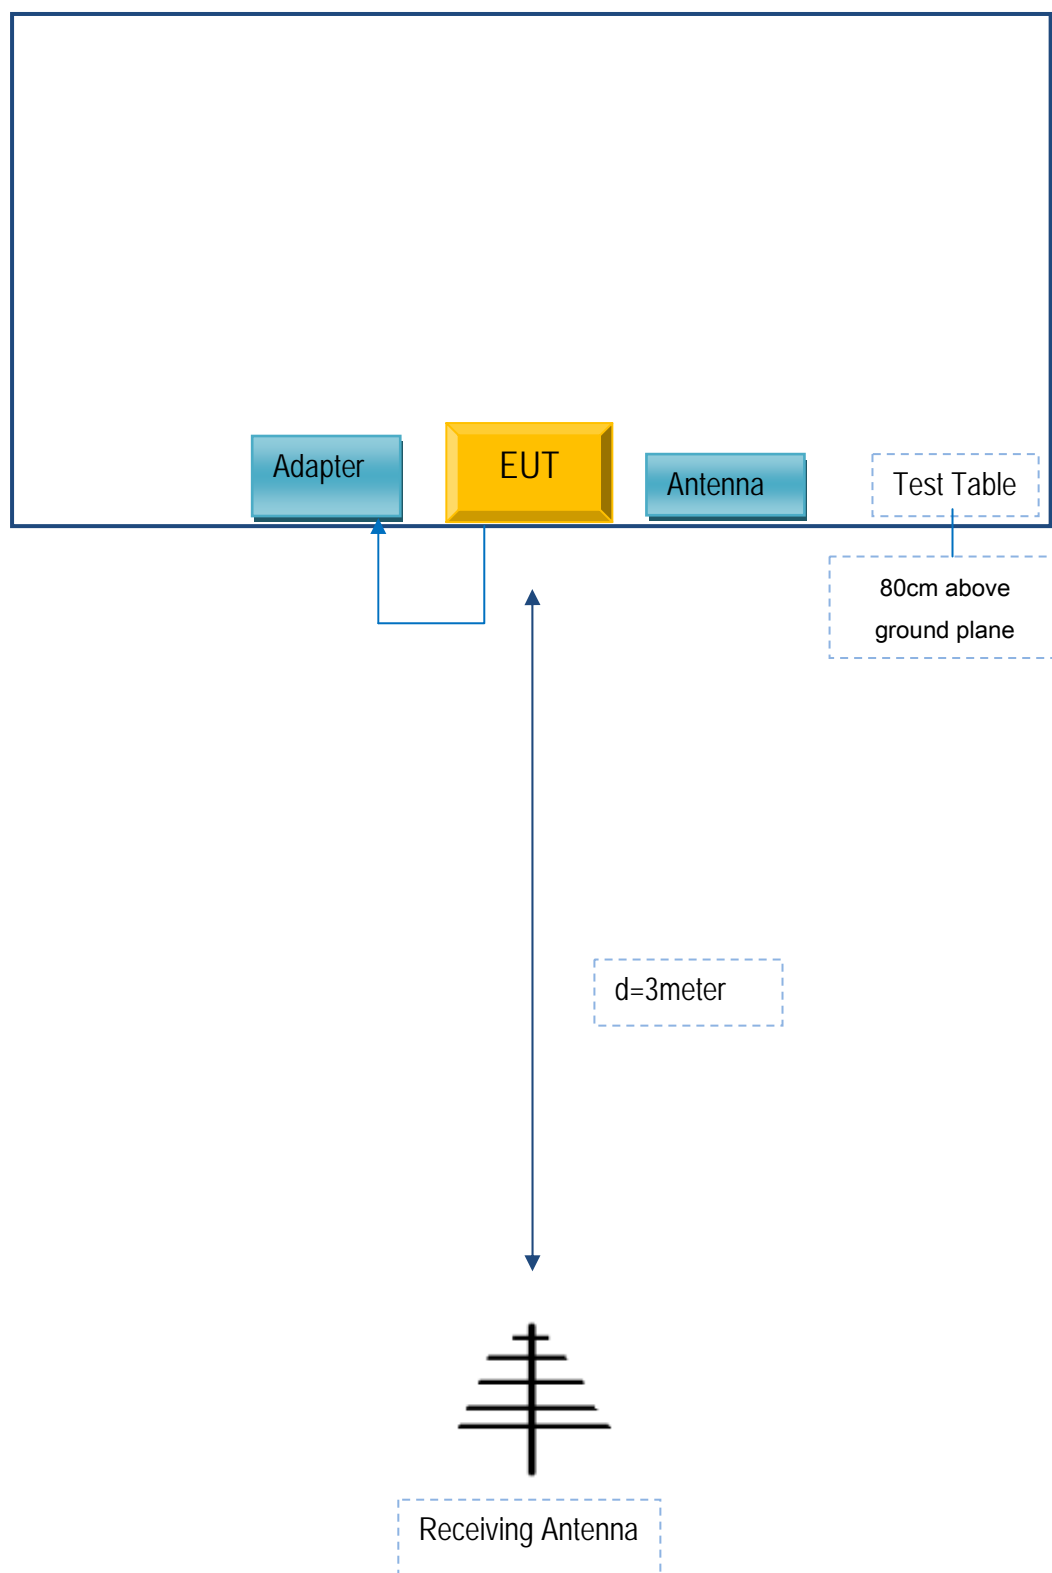 Adapter
EUT
Antenna
Test Table
80cm above
ground plane
d=3meter
Receiving Antenna